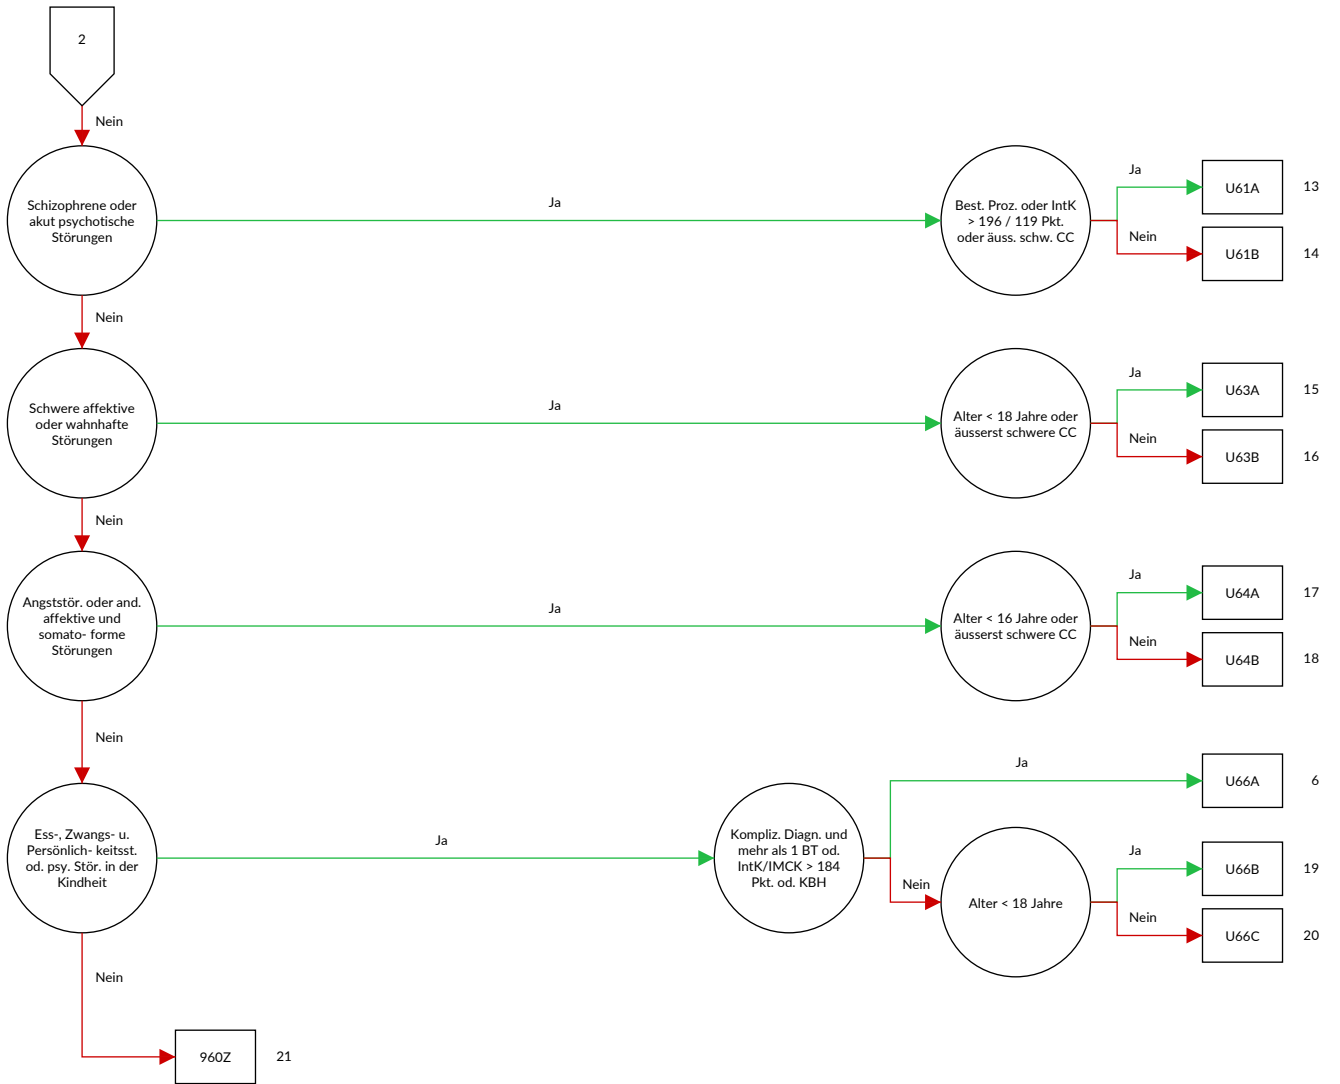 2
Nein
Schizophrene oder
akut psychotische
Störungen
Ja
Best. Proz. oder IntK
> 196 / 119 Pkt.
oder äuss. schw. CC
Ja
U61A
13
Nein
U61B
14
Nein
Schwere affektive
oder wahnhafte
Störungen
Ja
Alter < 18 Jahre oder
äusserst schwere CC
Ja
U63A
15
Nein
U63B
16
Nein
Angststör. oder and.
affektive und
somato- forme
Störungen
Ja
Alter < 16 Jahre oder
äusserst schwere CC
Ja
U64A
17
Nein
U64B
18
Nein
Ess-, Zwangs- u.
Persönlich- keitsst.
od. psy. Stör. in der
Kindheit
Ja
Kompliz. Diagn. und
mehr als 1 BT od.
IntK/IMCK > 184
Pkt. od. KBH
Ja
U66A
6
Nein
Alter < 18 Jahre
Ja
U66B
19
Nein
U66C
20
Nein
960Z
21